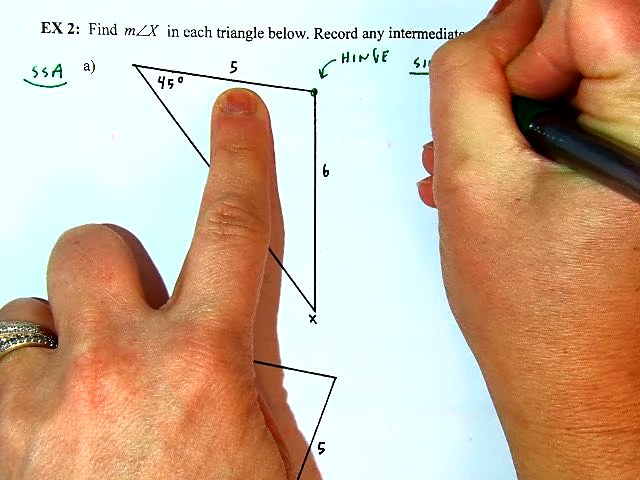 EX 2: Find m∠X in each triangle below. Record any intermediate
SSA a) 5 HINGE
45°
6
X
5